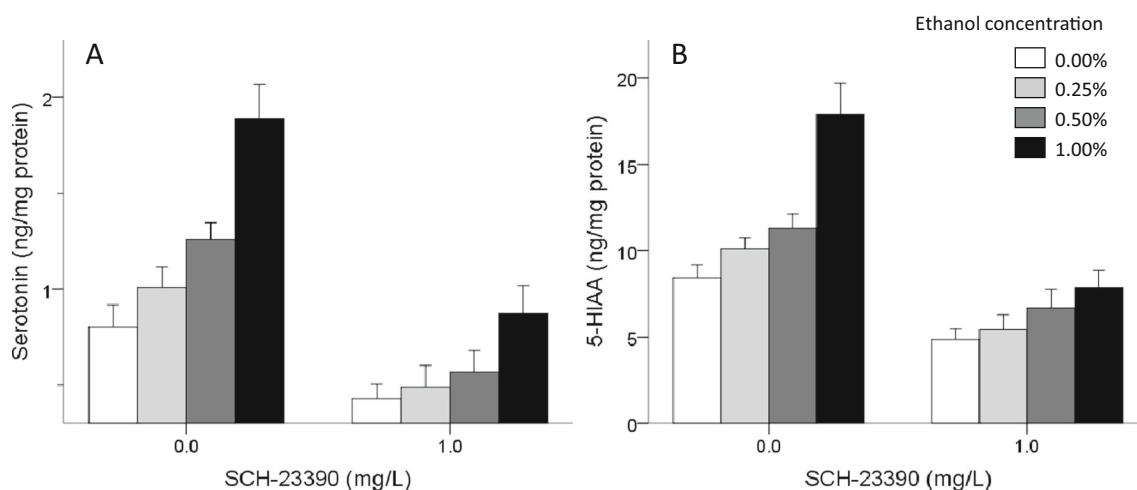 Ethanol concentration
0.00%
0.25%
0.50%
1.00%
A
2
1
Serotonin (ng/mg protein)
0.0
1.0
SCH-23390 (mg/L)
B
20
15
10
5
0
5-HIAA (ng/mg protein)
0.0
1.0
SCH-23390 (mg/L)